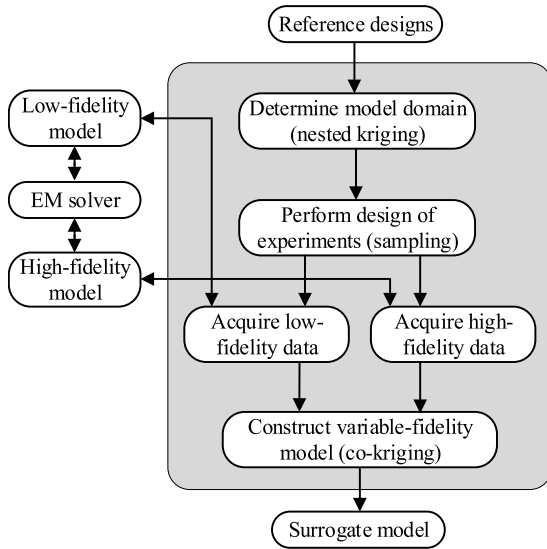 Reference designs
Determine model domain
(nested kriging)
Low-fidelity
model
EM solver
High-fidelity
model
Perform design of
experiments (sampling)
Acquire low-
fidelity data
Acquire high-
fidelity data
Construct variable-fidelity
model (co-kriging)
Surrogate model